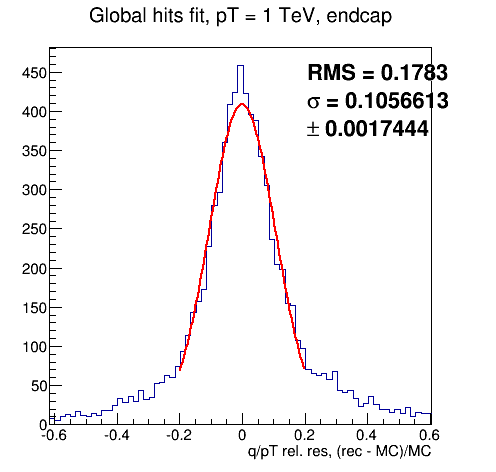 Global hits fit, pT = 1 TeV, endcap
RMS = 0.1783
σ = 0.1056613
± 0.0017444
450
400
350
300
250
200
150
100
50
0
-0.6 -0.4 -0.2 0 0.2 0.4 0.6
q/pT rel. res, (rec - MC)/MC